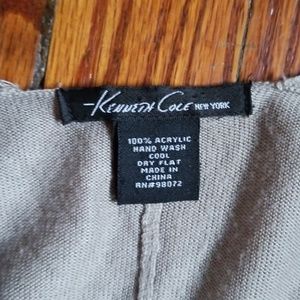 Kenneth Cole NEW YORK
100% ACRYLIC
HAND WASH
COOL
DRY FLAT
MADE IN
CHINA
RN#98072